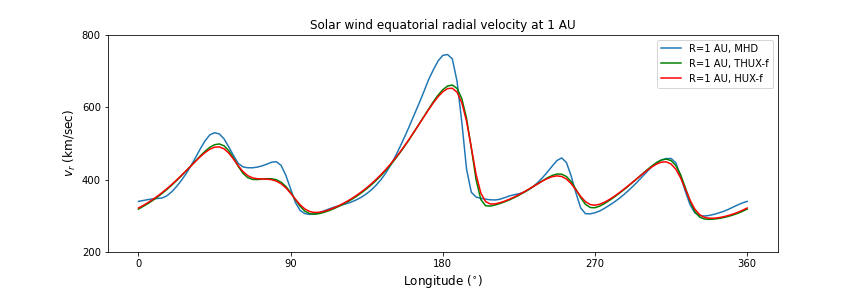 Solar wind equatorial radial velocity at 1 AU
800
600
400
200
v_r (km/sec)
R=1 AU, MHD
R=1 AU, THUX-f
R=1 AU, HUX-f
0
90
180
270
360
Longitude (°)